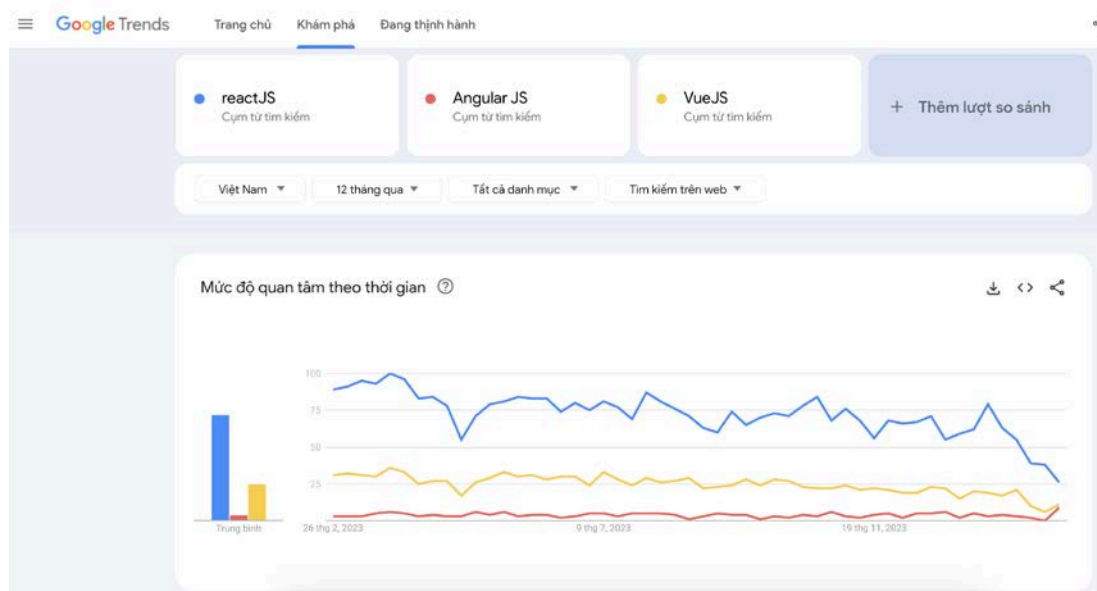 Google Trends Trang chủ Khám phá Đang thịnh hành
reactJS
Cụm từ tìm kiếm
Angular JS
Cụm từ tìm kiếm
VueJS
Cụm từ tìm kiếm
+ Thêm lượt so sánh
Việt Nam
12 tháng qua
Tất cả danh mục
Tìm kiếm trên web
Mức độ quan tâm theo thời gian
100
75
50
25
Trung bình
26 thg 2, 2023
9 thg 7, 2023
19 thg 11, 2023